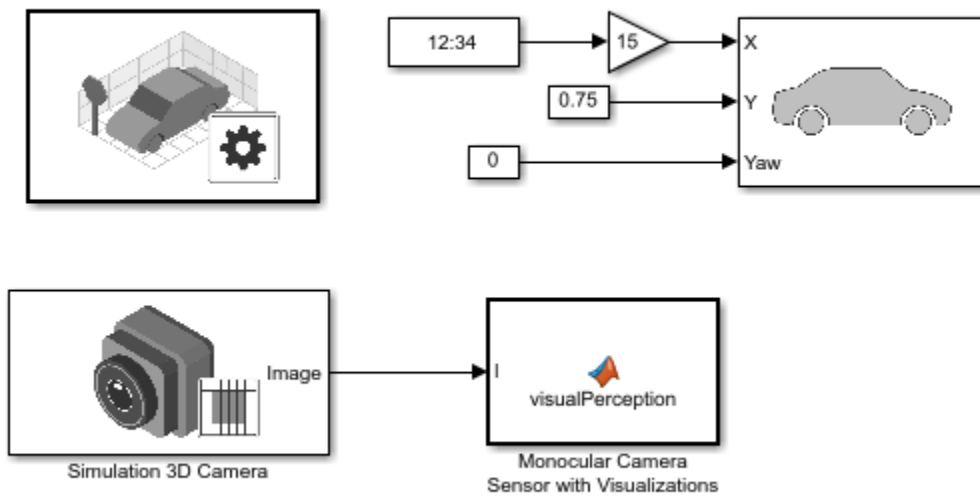 12:34
15
X
0.75
Y
0
Yaw
Image
I
visualPerception
Simulation 3D Camera
Monocular Camera
Sensor with Visualizations